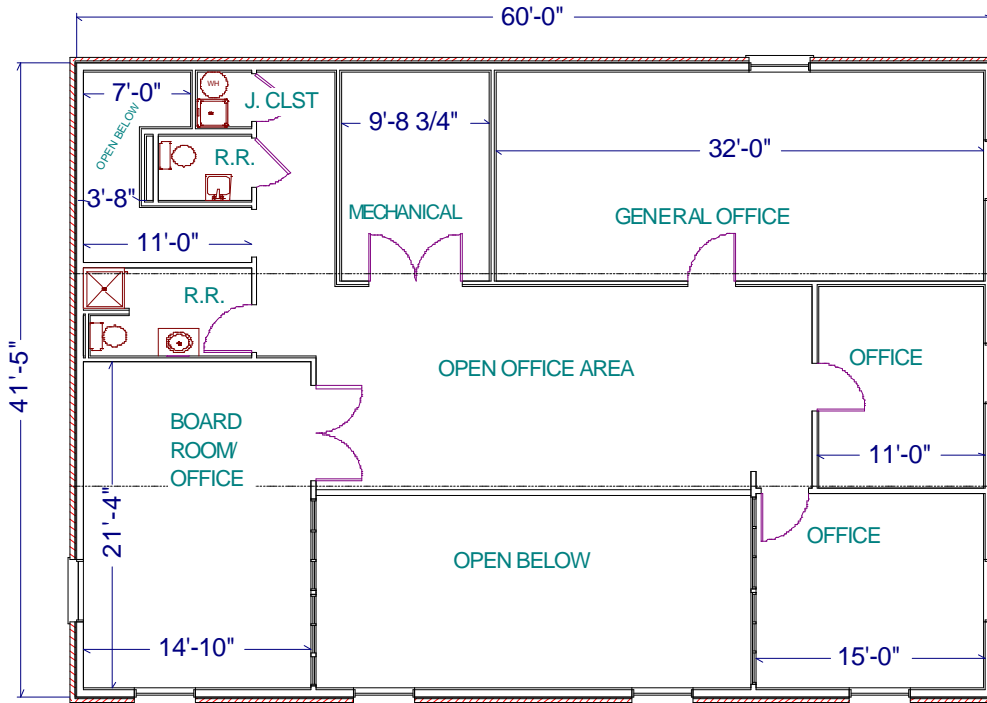 60'-0"
41'-5"
7'-0"
WH
J. CLST
9'-8 3/4"
32'-0"
OPEN BELOW
R.R.
3'-8"
MECHANICAL
GENERAL OFFICE
11'-0"
R.R.
OPEN OFFICE AREA
OFFICE
BOARD
ROOM/
OFFICE
11'-0"
21'-4"
OFFICE
OPEN BELOW
14'-10"
15'-0"